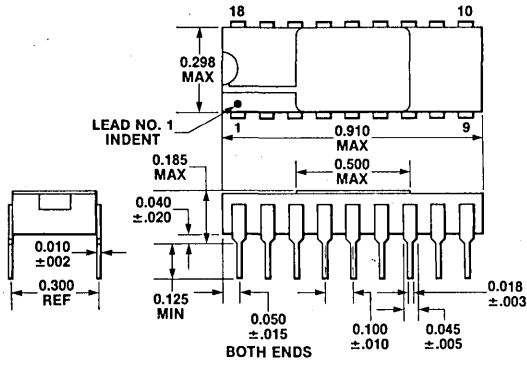 18
10
0.298
MAX
LEAD NO. 1
INDENT
1
9
0.910
MAX
0.185
MAX
0.500
MAX
0.040
±.020
0.010
±002
0.300
REF
0.125
MIN
0.050
±.015
BOTH ENDS
0.100
±.010
0.045
±.005
0.018
±.003